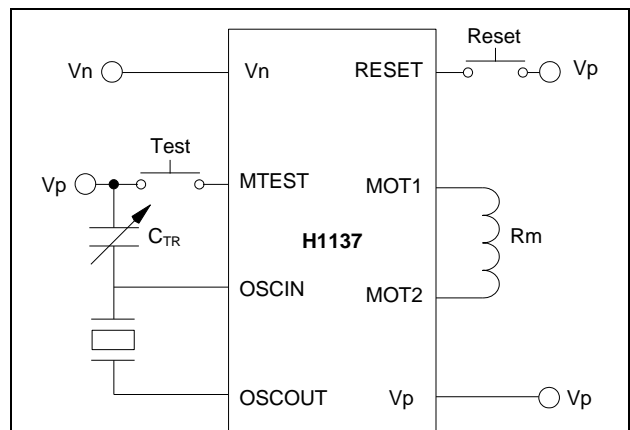 Reset
Vn
Vn
RESET
Vp
Test
Vp
MTEST
MOT1
CTR
H1137
Rm
OSCIN
MOT2
OSCOUT
Vp
Vp